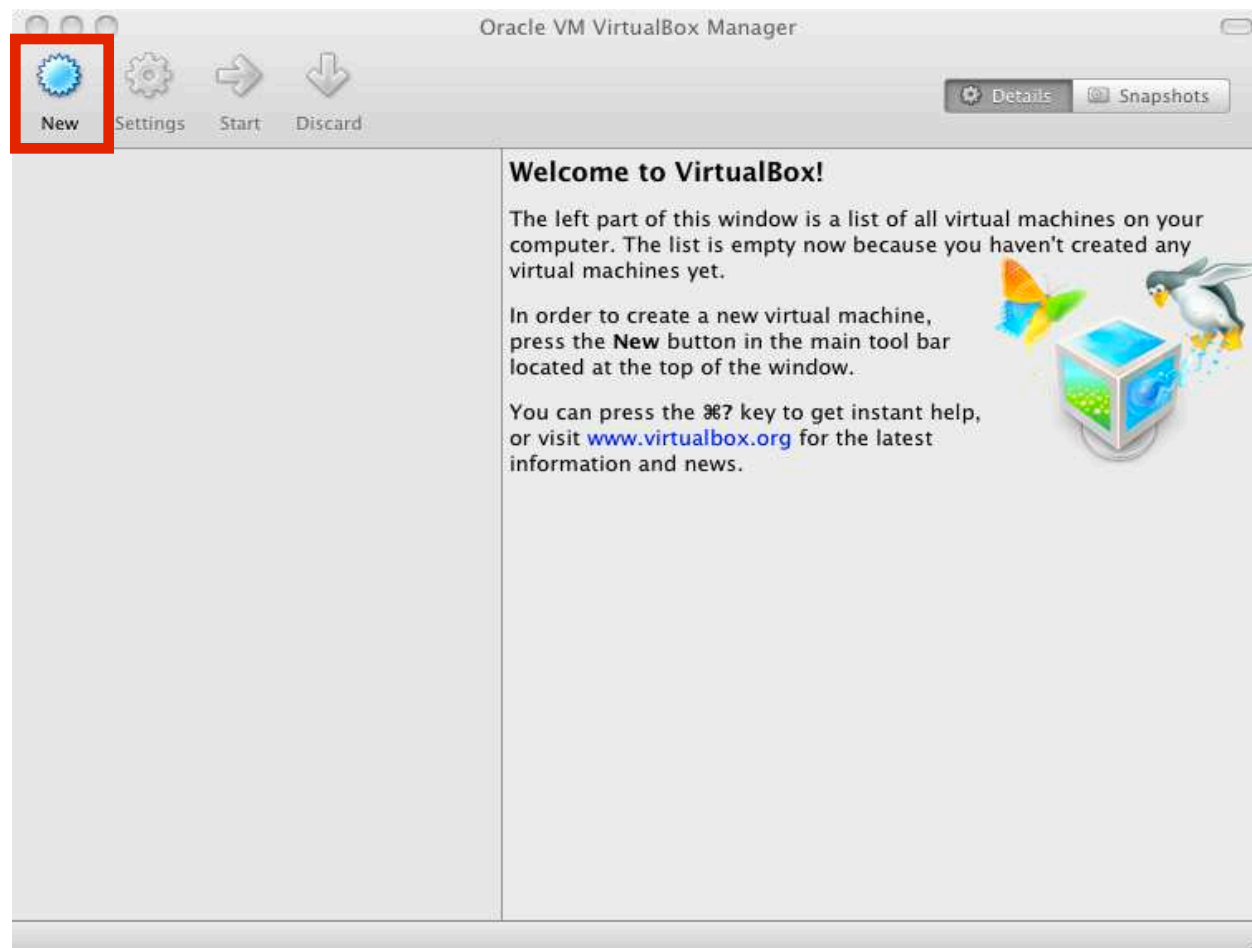 Oracle VM VirtualBox Manager
New Settings Start Discard
Details Snapshots
Welcome to VirtualBox!
The left part of this window is a list of all virtual machines on your
computer. The list is empty now because you haven't created any
virtual machines yet.
In order to create a new virtual machine,
press the New button in the main tool bar
located at the top of the window.
You can press the ⌘? key to get instant help,
or visit www.virtualbox.org for the latest
information and news.